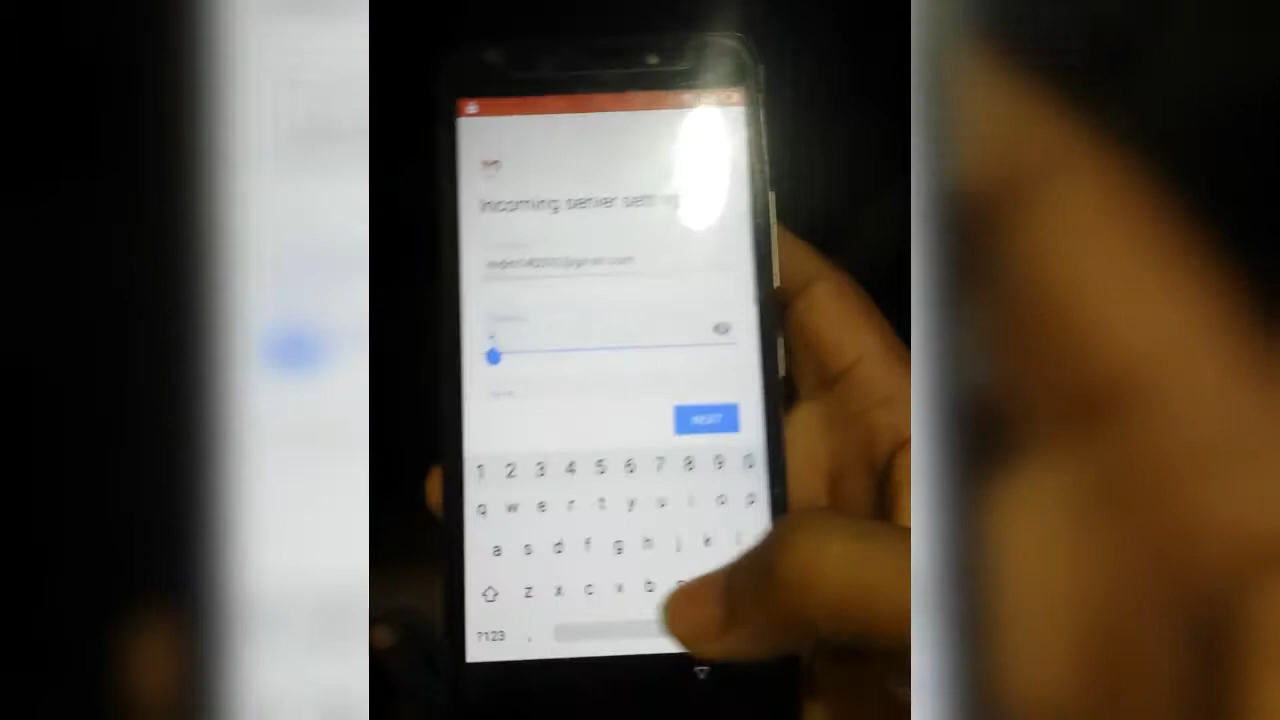 Incoming server settings
NEXT
1 2 3 4 5 6 7 8 9 0
q w e r t y u i o p
a s d f g h j k l
z x c v b
?123 ,